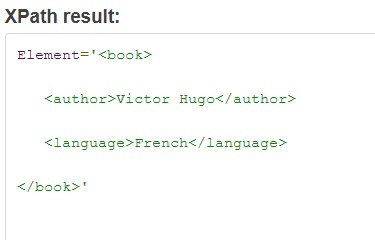 XPath result:
Element='<book>
<author>Victor Hugo</author>
<language>French</language>
</book>'